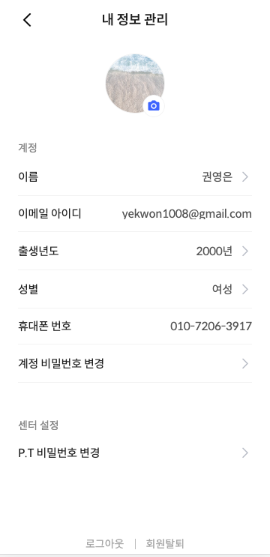 내 정보 관리
계정
이름 권영은
이메일 아이디 yekwon1008@gmail.com
출생년도 2000년
성별 여성
휴대폰 번호 010-7206-3917
계정 비밀번호 변경
센터 설정
P.T 비밀번호 변경
로그아웃 | 회원탈퇴